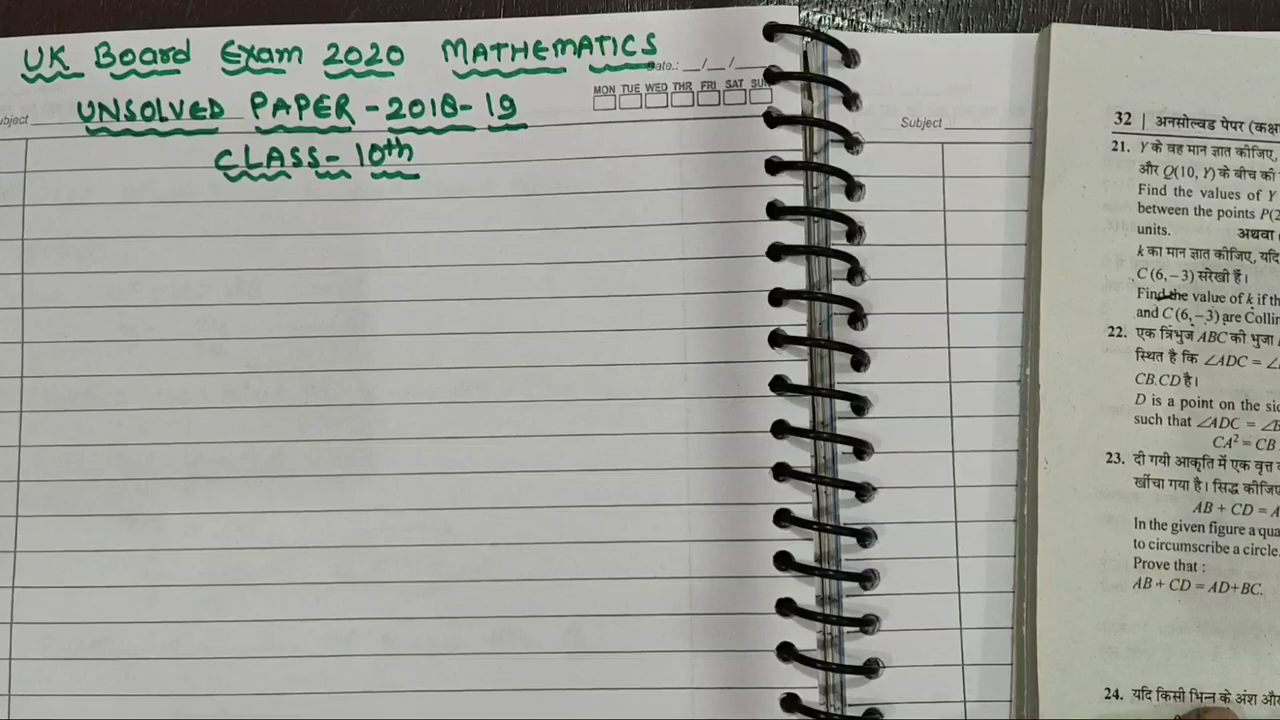 UK Board Exam 2020 MATHEMATICS
Date.: __/__/__
MON TUE WED THR FRI SAT SUN
UNSOLVED PAPER - 2018-19
CLASS - 10th
Subject
32 | अनसोल्वड पेपर
21. Y के वह मान ज्ञात कीजिए,
और Q(10, Y) के बीच की
Find the values of Y
between the points P(2
units. अथवा
k का मान ज्ञात कीजिए, यदि
C (6, – 3) सरेखी हैं।
Find the value of k if th
and C (6, – 3) are Collin
22. एक त्रिभुज ABC की भुजा
स्थित है कि ∠ADC = ∠
CB.CD है।
D is a point on the sid
such that ∠ADC = ∠B
CA² = CB
23. दी गयी आकृति में एक वृत्त
खींचा गया है। सिद्ध कीजिए
AB + CD = A
In the given figure a qua
to circumscribe a circle.
Prove that :
AB + CD = AD+BC.
24. यदि किसी भिन्न के अंश और